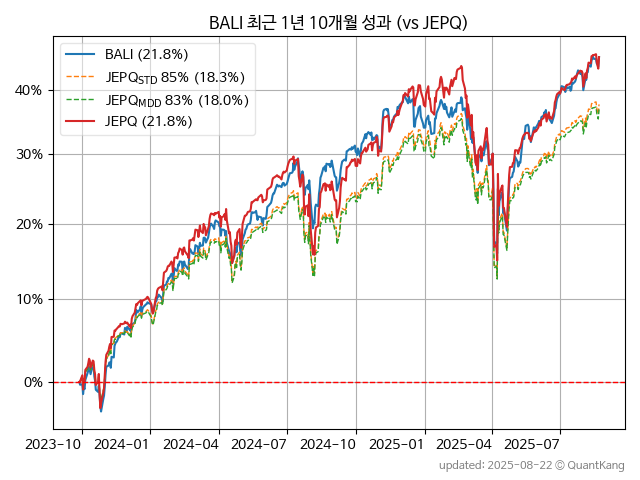 BALI 최근 1년 10개월 성과 (vs JEPQ)
BALI (21.8%)
JEPQSTD 85% (18.3%)
JEPQMDD 83% (18.0%)
JEPQ (21.8%)
40%
30%
20%
10%
0%
2023-10 2024-01 2024-04 2024-07 2024-10 2025-01 2025-04 2025-07
updated: 2025-08-22 © QuantKang